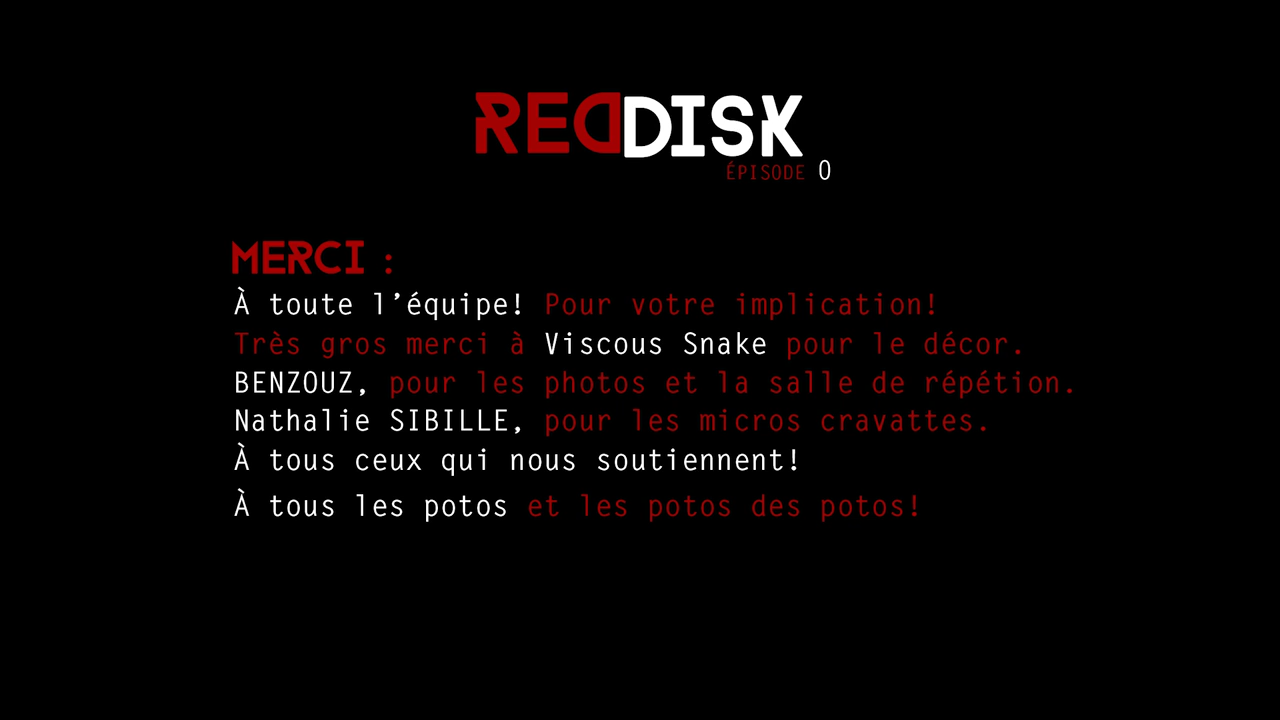 REDDISK
ÉPISODE 0
MERCI :
À toute l’équipe! Pour votre implication!
Très gros merci à Viscous Snake pour le décor.
BENZOUZ, pour les photos et la salle de répétion.
Nathalie SIBILLE, pour les micros cravattes.
À tous ceux qui nous soutiennent!
À tous les potos et les potos des potos!